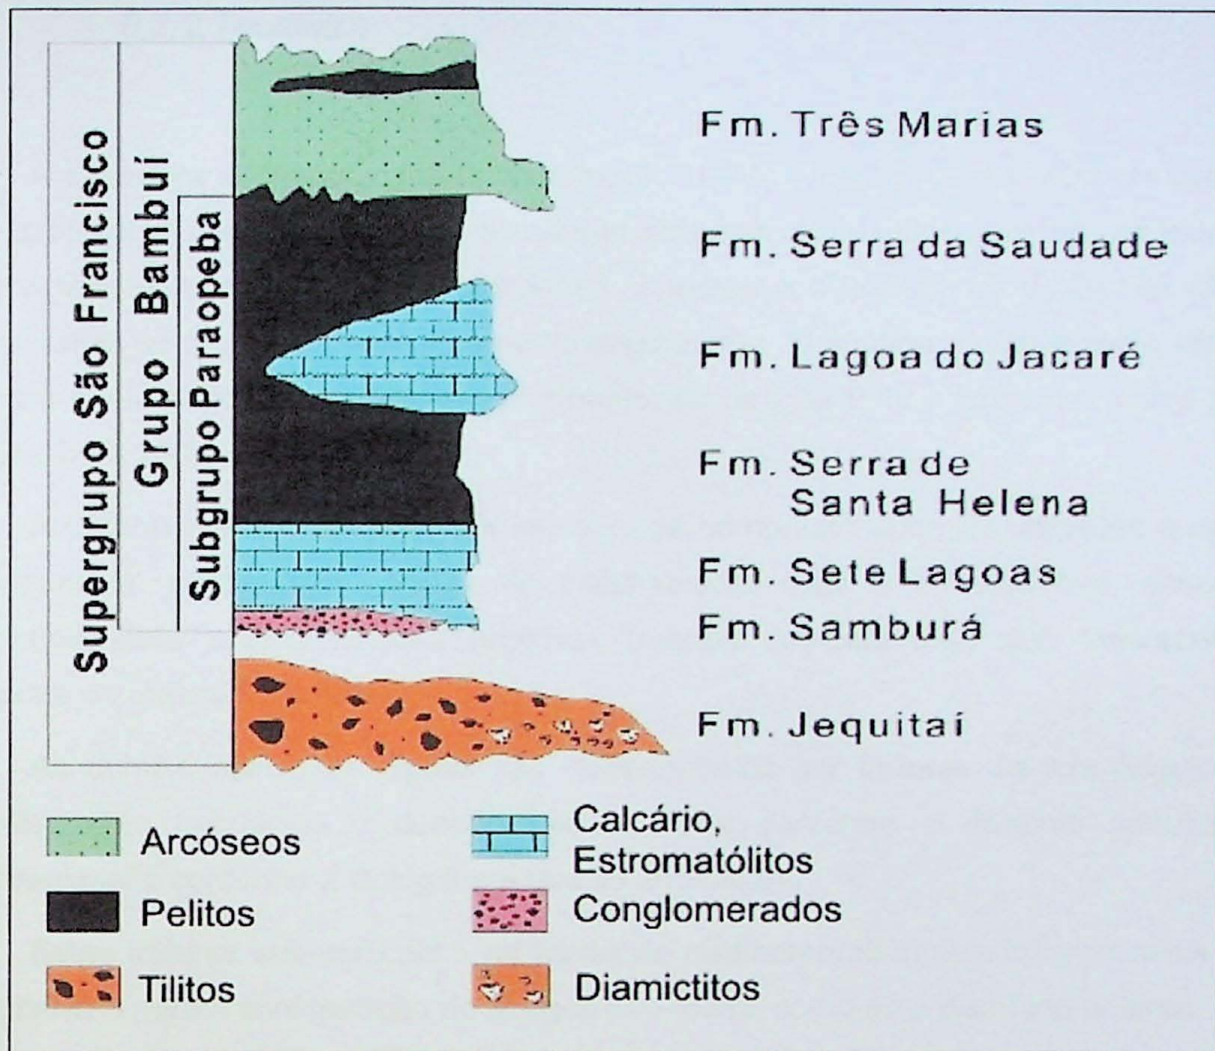 Supergrupo São Francisco
Grupo Bambuí
Subgrupo Paraopeba
Fm. Três Marias
Fm. Serra da Saudade
Fm. Lagoa do Jacaré
Fm. Serra de
Santa Helena
Fm. Sete Lagoas
Fm. Samburá
Fm. Jequitaí
Arcóseos
Calcário,
Estromatólitos
Pelitos
Conglomerados
Tilitos
Diamictitos